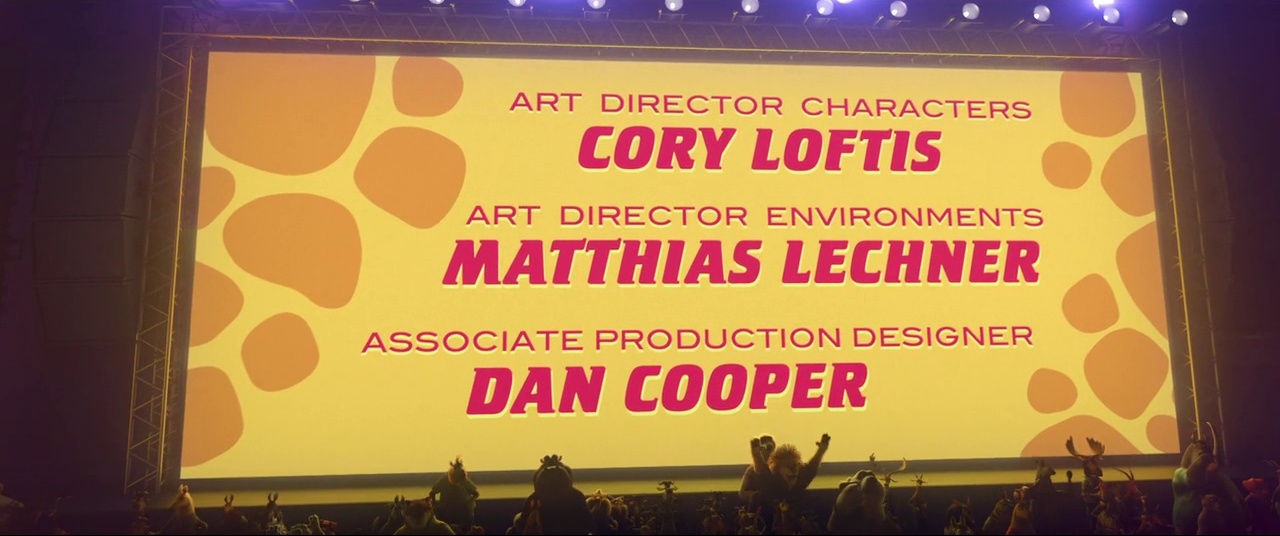 ART DIRECTOR CHARACTERS
CORY LOFTIS
ART DIRECTOR ENVIRONMENTS
MATTHIAS LECHNER
ASSOCIATE PRODUCTION DESIGNER
DAN COOPER